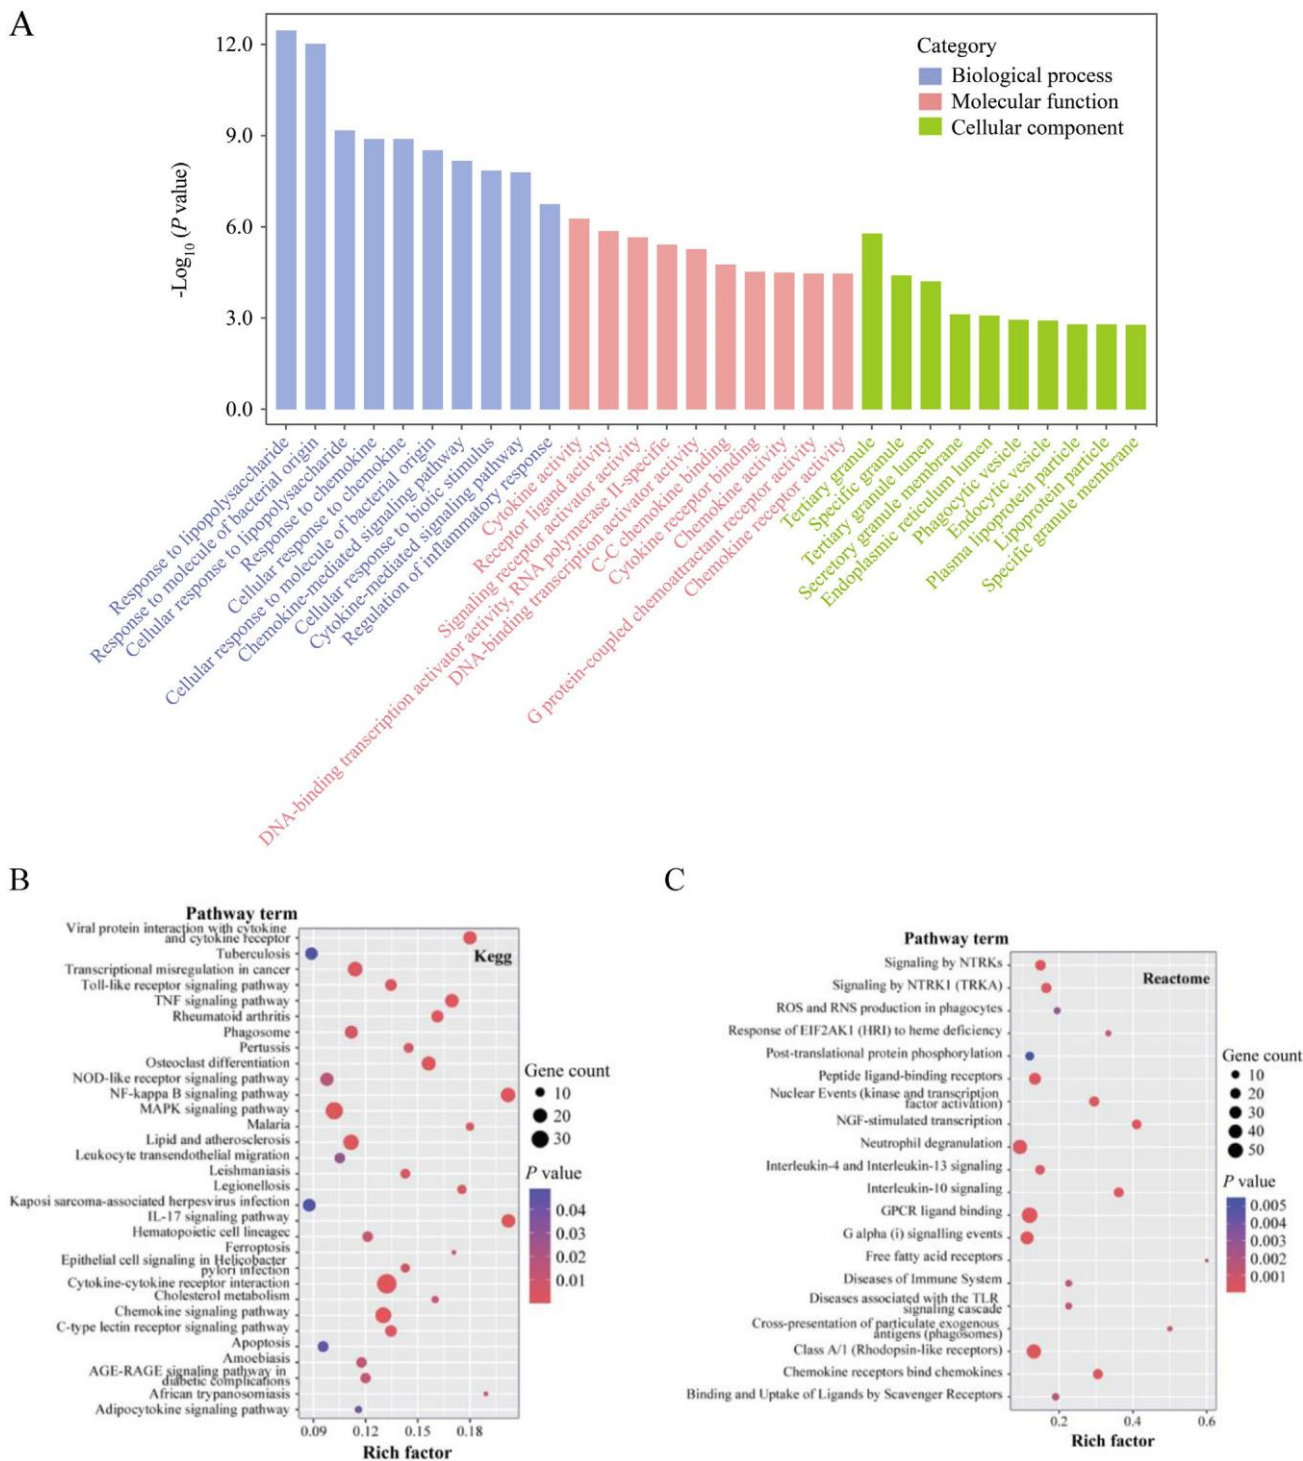 A
12.0
9.0
6.0
3.0
0.0
-Log10 (P value)
Category
Biological process
Molecular function
Cellular component
Response to lipopolysaccharide
Response to molecule of bacterial origin
Cellular response to lipopolysaccharide
Response to chemokine
Cellular response to chemokine
Cellular response to molecule of bacterial origin
Chemokine-mediated signaling pathway
Cellular response to biotic stimulus
Cytokine-mediated signaling pathway
Regulation of inflammatory response
Cytokine activity
Receptor ligand activity
Signaling receptor activator activity
DNA-binding transcription activator activity, RNA polymerase II-specific
DNA-binding transcription activator activity
C-C chemokine binding
Cytokine receptor binding
Chemokine activity
G protein-coupled chemoattractant receptor activity
Chemokine receptor activity
Tertiary granule
Specific granule
Tertiary granule lumen
Secretory granule membrane
Endoplasmic reticulum lumen
Phagocytic vesicle
Endocytic vesicle
Plasma lipoprotein particle
Lipoprotein particle
Specific granule membrane
B
Pathway term
Kegg
Viral protein interaction with cytokine
and cytokine receptor
Tuberculosis
Transcriptional misregulation in cancer
Toll-like receptor signaling pathway
TNF signaling pathway
Rheumatoid arthritis
Phagosome
Pertussis
Osteoclast differentiation
NOD-like receptor signaling pathway
NF-kappa B signaling pathway
MAPK signaling pathway
Malaria
Lipid and atherosclerosis
Leukocyte transendothelial migration
Leishmaniasis
Legionellosis
Kaposi sarcoma-associated herpesvirus infection
IL-17 signaling pathway
Hematopoietic cell lineagec
Ferroptosis
Epithelial cell signaling in Helicobacter
pylori infection
Cytokine-cytokine receptor interaction
Cholesterol metabolism
Chemokine signaling pathway
C-type lectin receptor signaling pathway
Apoptosis
Amoebiasis
AGE-RAGE signaling pathway in
diabetic complications
African trypanosomiasis
Adipocytokine signaling pathway
0.09 0.12 0.15 0.18
Rich factor
Gene count
10
20
30
P value
0.04
0.03
0.02
0.01
C
Pathway term
Reactome
Signaling by NTRKs
Signaling by NTRK1 (TRKA)
ROS and RNS production in phagocytes
Response of EIF2AK1 (HRI) to heme deficiency
Post-translational protein phosphorylation
Peptide ligand-binding receptors
Nuclear Events (kinase and transcription
factor activation)
NGF-stimulated transcription
Neutrophil degranulation
Interleukin-4 and Interleukin-13 signaling
Interleukin-10 signaling
GPCR ligand binding
G alpha (i) signalling events
Free fatty acid receptors
Diseases of Immune System
Diseases associated with the TLR
signaling cascade
Cross-presentation of particulate exogenous
antigens (phagosomes)
Class A/1 (Rhodopsin-like receptors)
Chemokine receptors bind chemokines
Binding and Uptake of Ligands by Scavenger Receptors
0.2 0.4 0.6
Rich factor
Gene count
10
20
30
40
50
P value
0.005
0.004
0.003
0.002
0.001